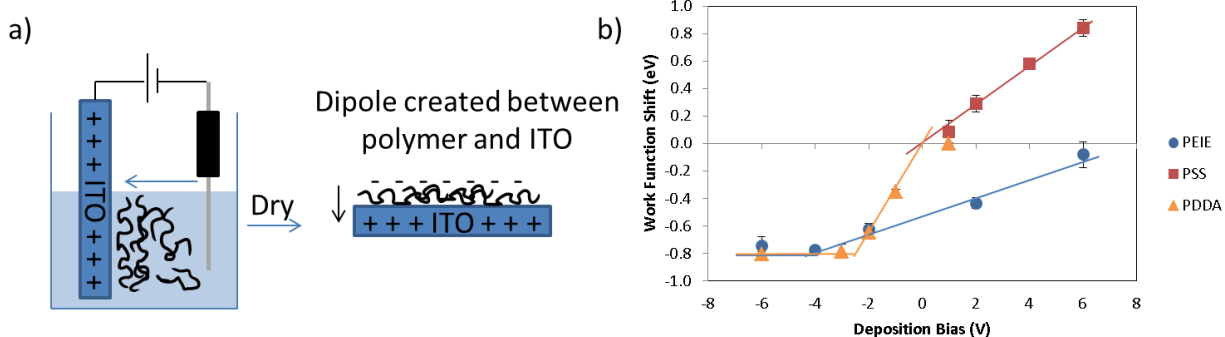 a)
+ + + ITO + + +
Dry
Dipole created between
polymer and ITO
- - - - - - -
+ + + ITO + + +
b)
Work Function Shift (eV)
1.0
0.8
0.6
0.4
0.2
0.0
-0.2
-0.4
-0.6
-0.8
-1.0
-8 -6 -4 -2 0 2 4 6 8
Deposition Bias (V)
PEIE
PSS
PDDA